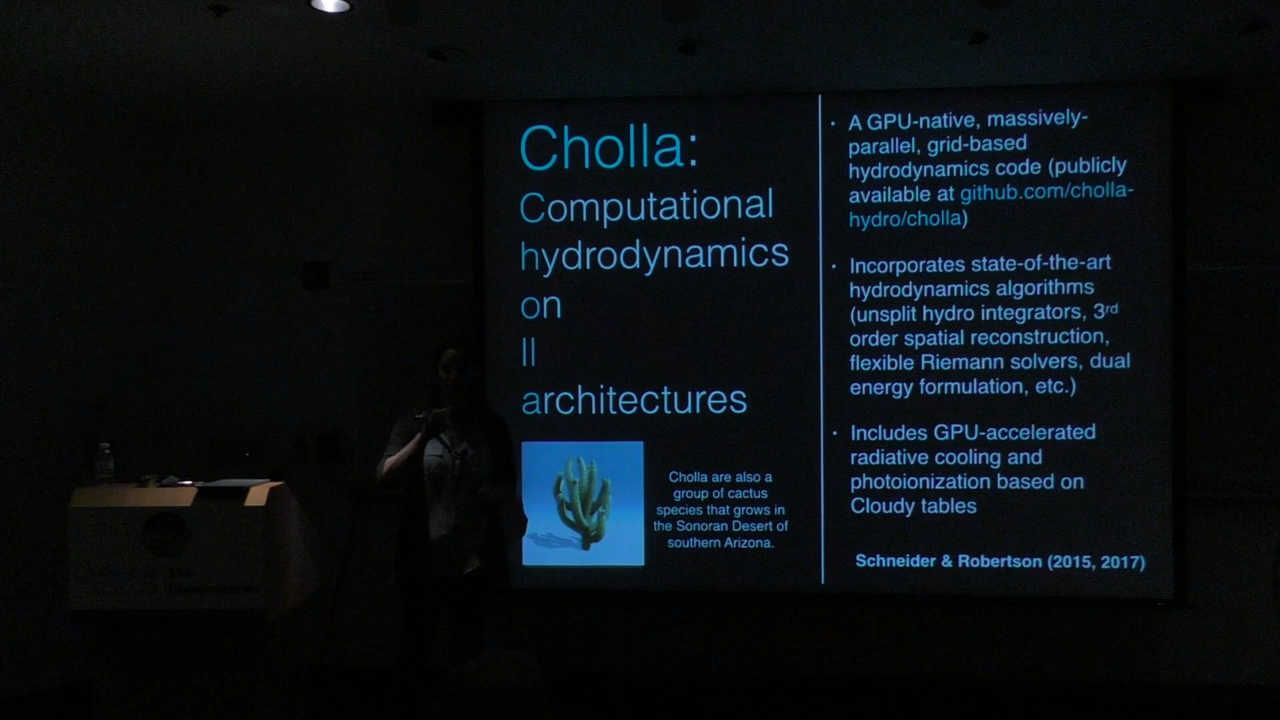 Cholla:
Computational
hydrodynamics
on
ll
architectures
Cholla are also a
group of cactus
species that grows in
the Sonoran Desert of
southern Arizona.
· A GPU-native, massively-
parallel, grid-based
hydrodynamics code (publicly
available at github.com/cholla-
hydro/cholla)
· Incorporates state-of-the-art
hydrodynamics algorithms
(unsplit hydro integrators, 3rd
order spatial reconstruction,
flexible Riemann solvers, dual
energy formulation, etc.)
· Includes GPU-accelerated
radiative cooling and
photoionization based on
Cloudy tables
Schneider & Robertson (2015, 2017)